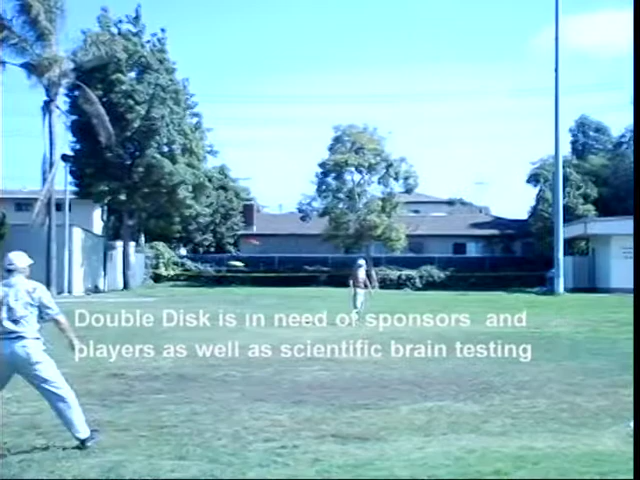 Double Disk is in need of sponsors and
players as well as scientific brain testing